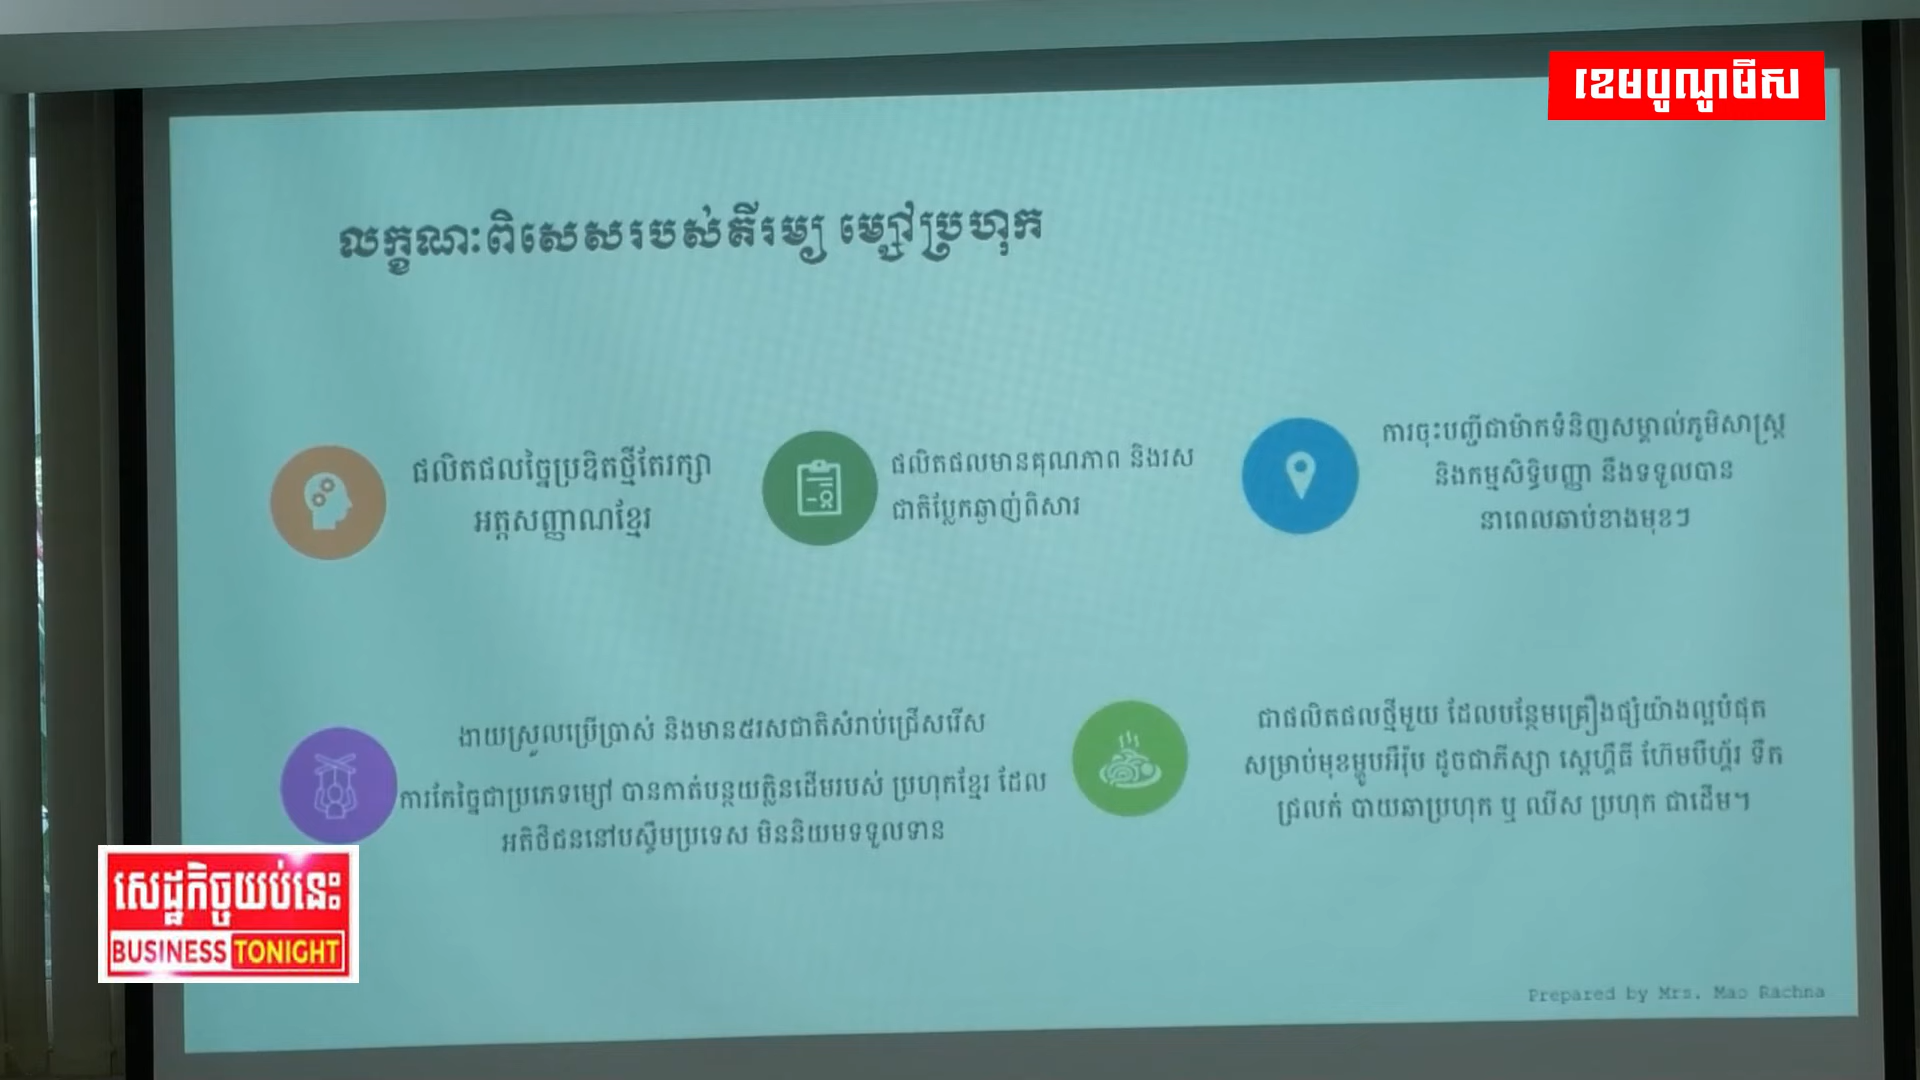 ខេមបូណូមីស
លក្ខណៈពិសេសរបស់គីរម្យ ម្សៅប្រហុក
ផលិតផលច្នៃប្រឌិតថ្មីតែរក្សា
អត្តសញ្ញាណខ្មែរ
ផលិតផលមានគុណភាព និងរស
ជាតិប្លែកឆ្ងាញ់ពិសារ
ការចុះបញ្ជីជាម៉ាកទំនិញសម្គាល់ភូមិសាស្ត្រ
និងកម្មសិទ្ធិបញ្ញា នឹងទទួលបាន
នាពេលឆាប់ខាងមុខៗ
ងាយស្រួលប្រើប្រាស់ និងមាន៥រសជាតិសំរាប់ជ្រើសរើស
ការកែច្នៃជាប្រភេទម្សៅ បានកាត់បន្ថយក្លិនដើមរបស់ ប្រហុកខ្មែរ ដែល
អតិថិជននៅបស្ចឹមប្រទេស មិននិយមទទួលទាន
ជាផលិតផលថ្មីមួយ ដែលបន្ថែមគ្រឿងផ្សំយ៉ាងល្អបំផុត
សម្រាប់មុខម្ហូបអឺរ៉ុប ដូចជាភីស្សា ស្ពេហ្គឺធី ហ៊ែមបឺហ្គ័រ ទឹក
ជ្រលក់ បាយឆាប្រហុក ឬ ឈីស ប្រហុក ជាដើម។
សេដ្ឋកិច្ចយប់នេះ
BUSINESS TONIGHT
Prepared by Mrs. Mao Rachna